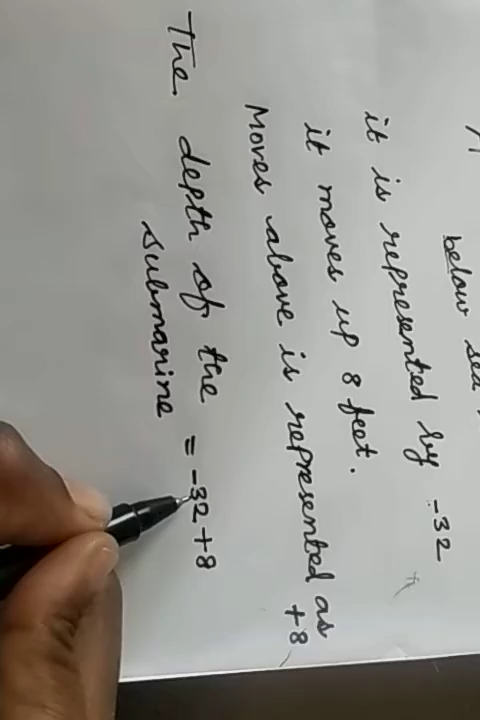 below sea
it is represented by -32
it moves up 8 feet.
Moves above is represented as
+8
The depth of the = -32+8
submarine